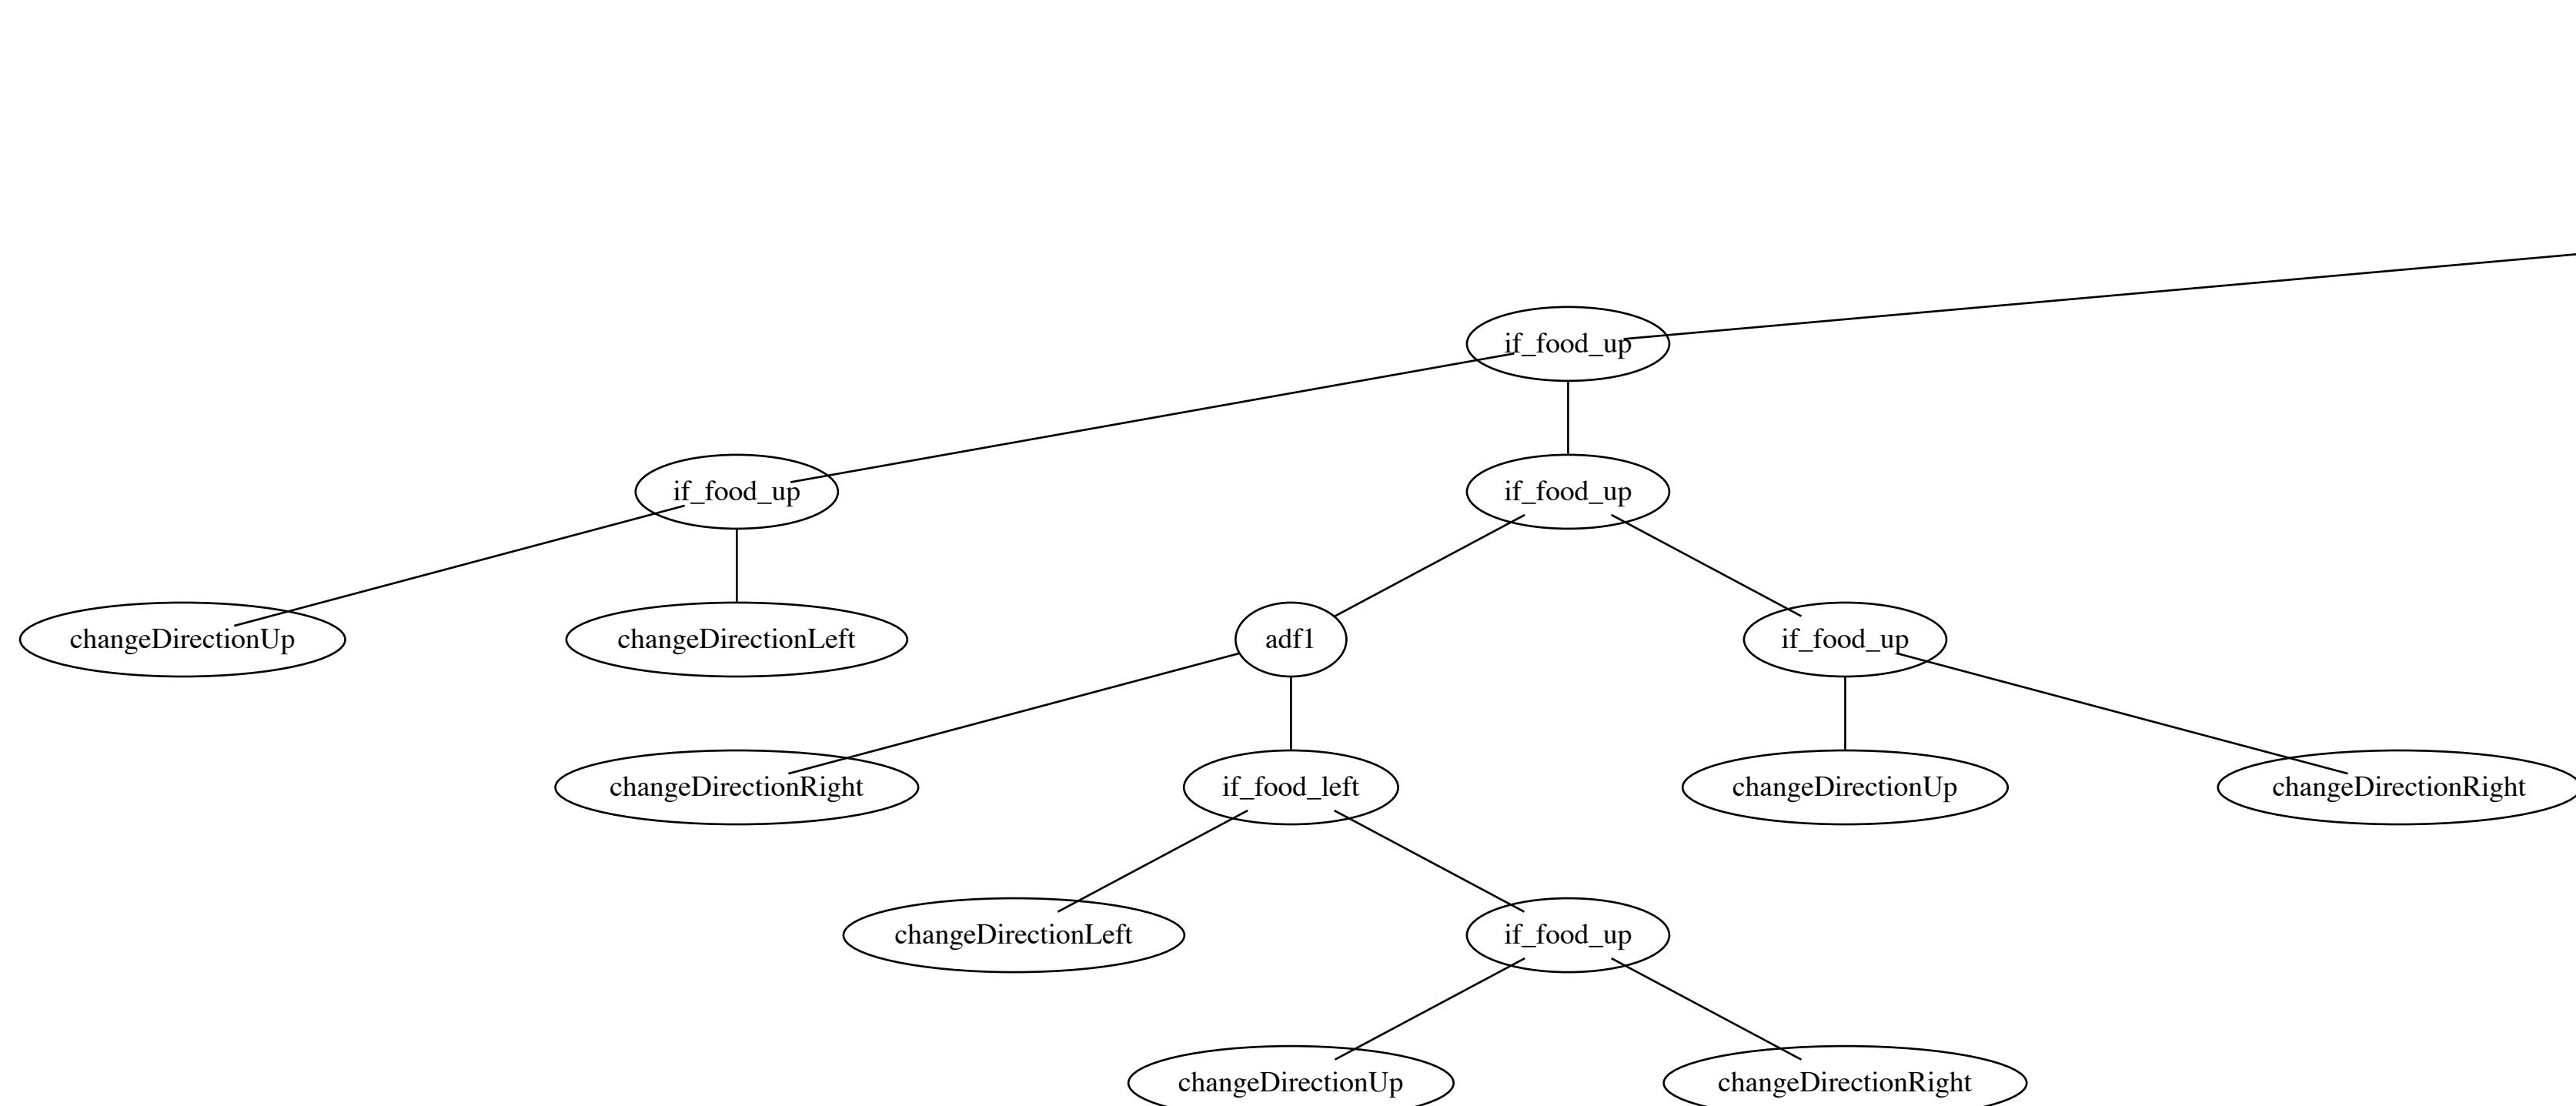 if_food_up
if_food_up
if_food_up
changeDirectionUp
changeDirectionLeft
adf1
if_food_up
changeDirectionRight
if_food_left
changeDirectionUp
changeDirectionRight
changeDirectionLeft
if_food_up
changeDirectionUp
changeDirectionRight